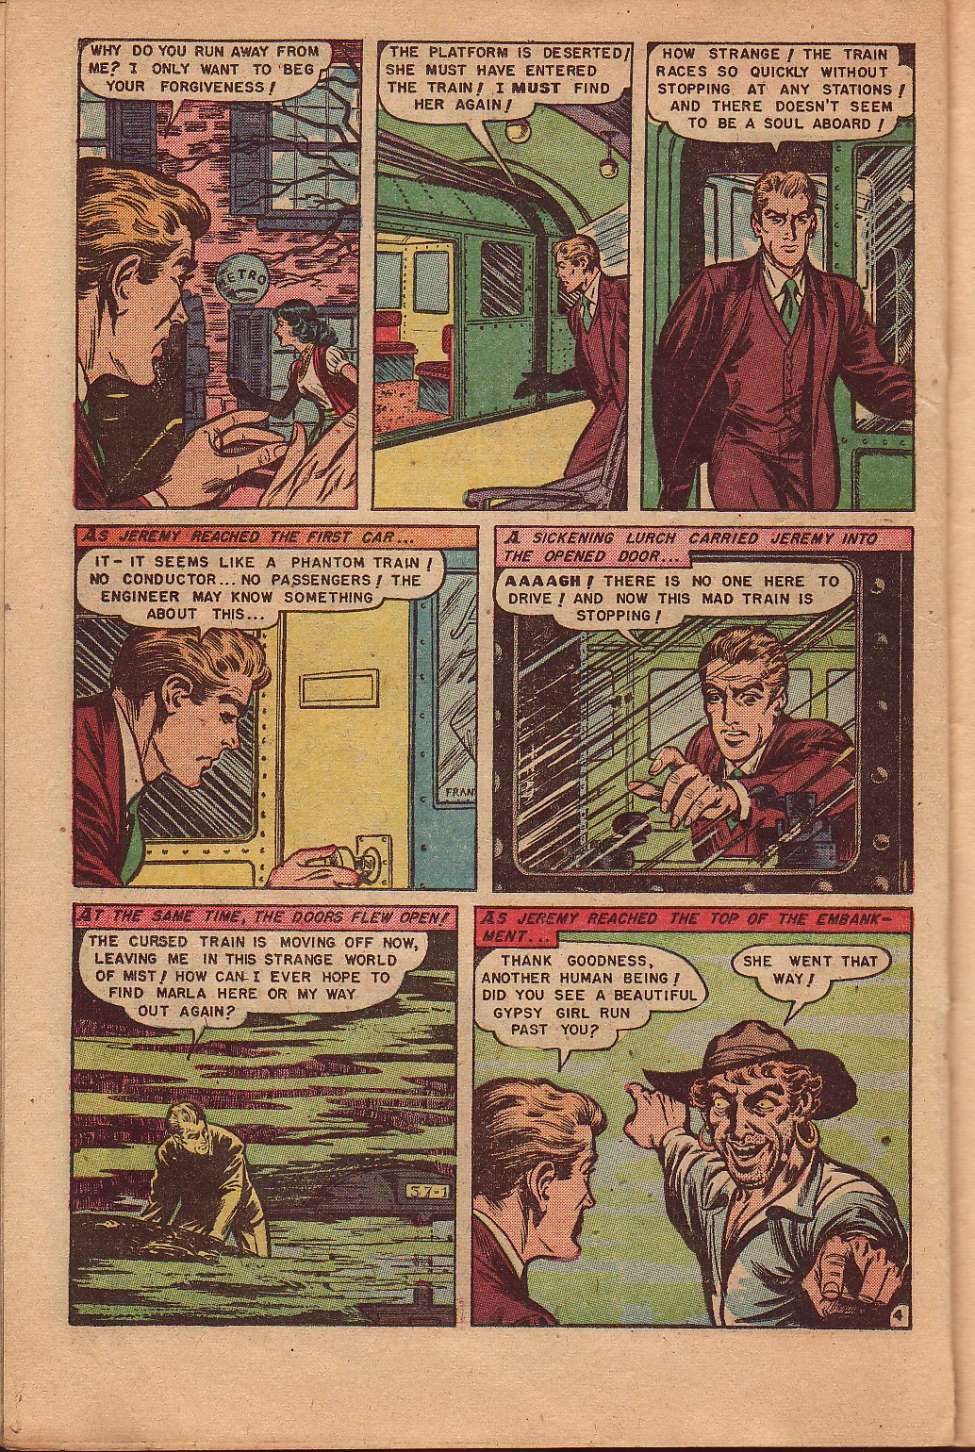 WHY DO YOU RUN AWAY FROM
ME? I ONLY WANT TO BEG
YOUR FORGIVENESS!
METRO
THE PLATFORM IS DESERTED!
SHE MUST HAVE ENTERED
THE TRAIN! I MUST FIND
HER AGAIN!
HOW STRANGE! THE TRAIN
RACES SO QUICKLY WITHOUT
STOPPING AT ANY STATIONS!
AND THERE DOESN'T SEEM
TO BE A SOUL ABOARD!
AS JEREMY REACHED THE FIRST CAR...
IT-IT SEEMS LIKE A PHANTOM TRAIN!
NO CONDUCTOR... NO PASSENGERS! THE
ENGINEER MAY KNOW SOMETHING
ABOUT THIS...
FRAN
A SICKENING LURCH CARRIED JEREMY INTO
THE OPENED DOOR...
AAAAGH! THERE IS NO ONE HERE TO
DRIVE! AND NOW THIS MAD TRAIN IS
STOPPING!
AT THE SAME TIME, THE DOORS FLEW OPEN!
THE CURSED TRAIN IS MOVING OFF NOW,
LEAVING ME IN THIS STRANGE WORLD
OF MIST! HOW CAN I EVER HOPE TO
FIND MARLA HERE OR MY WAY
OUT AGAIN?
S7-1
AS JEREMY REACHED THE TOP OF THE EMBANK-
MENT...
THANK GOODNESS,
ANOTHER HUMAN BEING!
DID YOU SEE A BEAUTIFUL
GYPSY GIRL RUN
PAST YOU?
SHE WENT THAT
WAY!
4